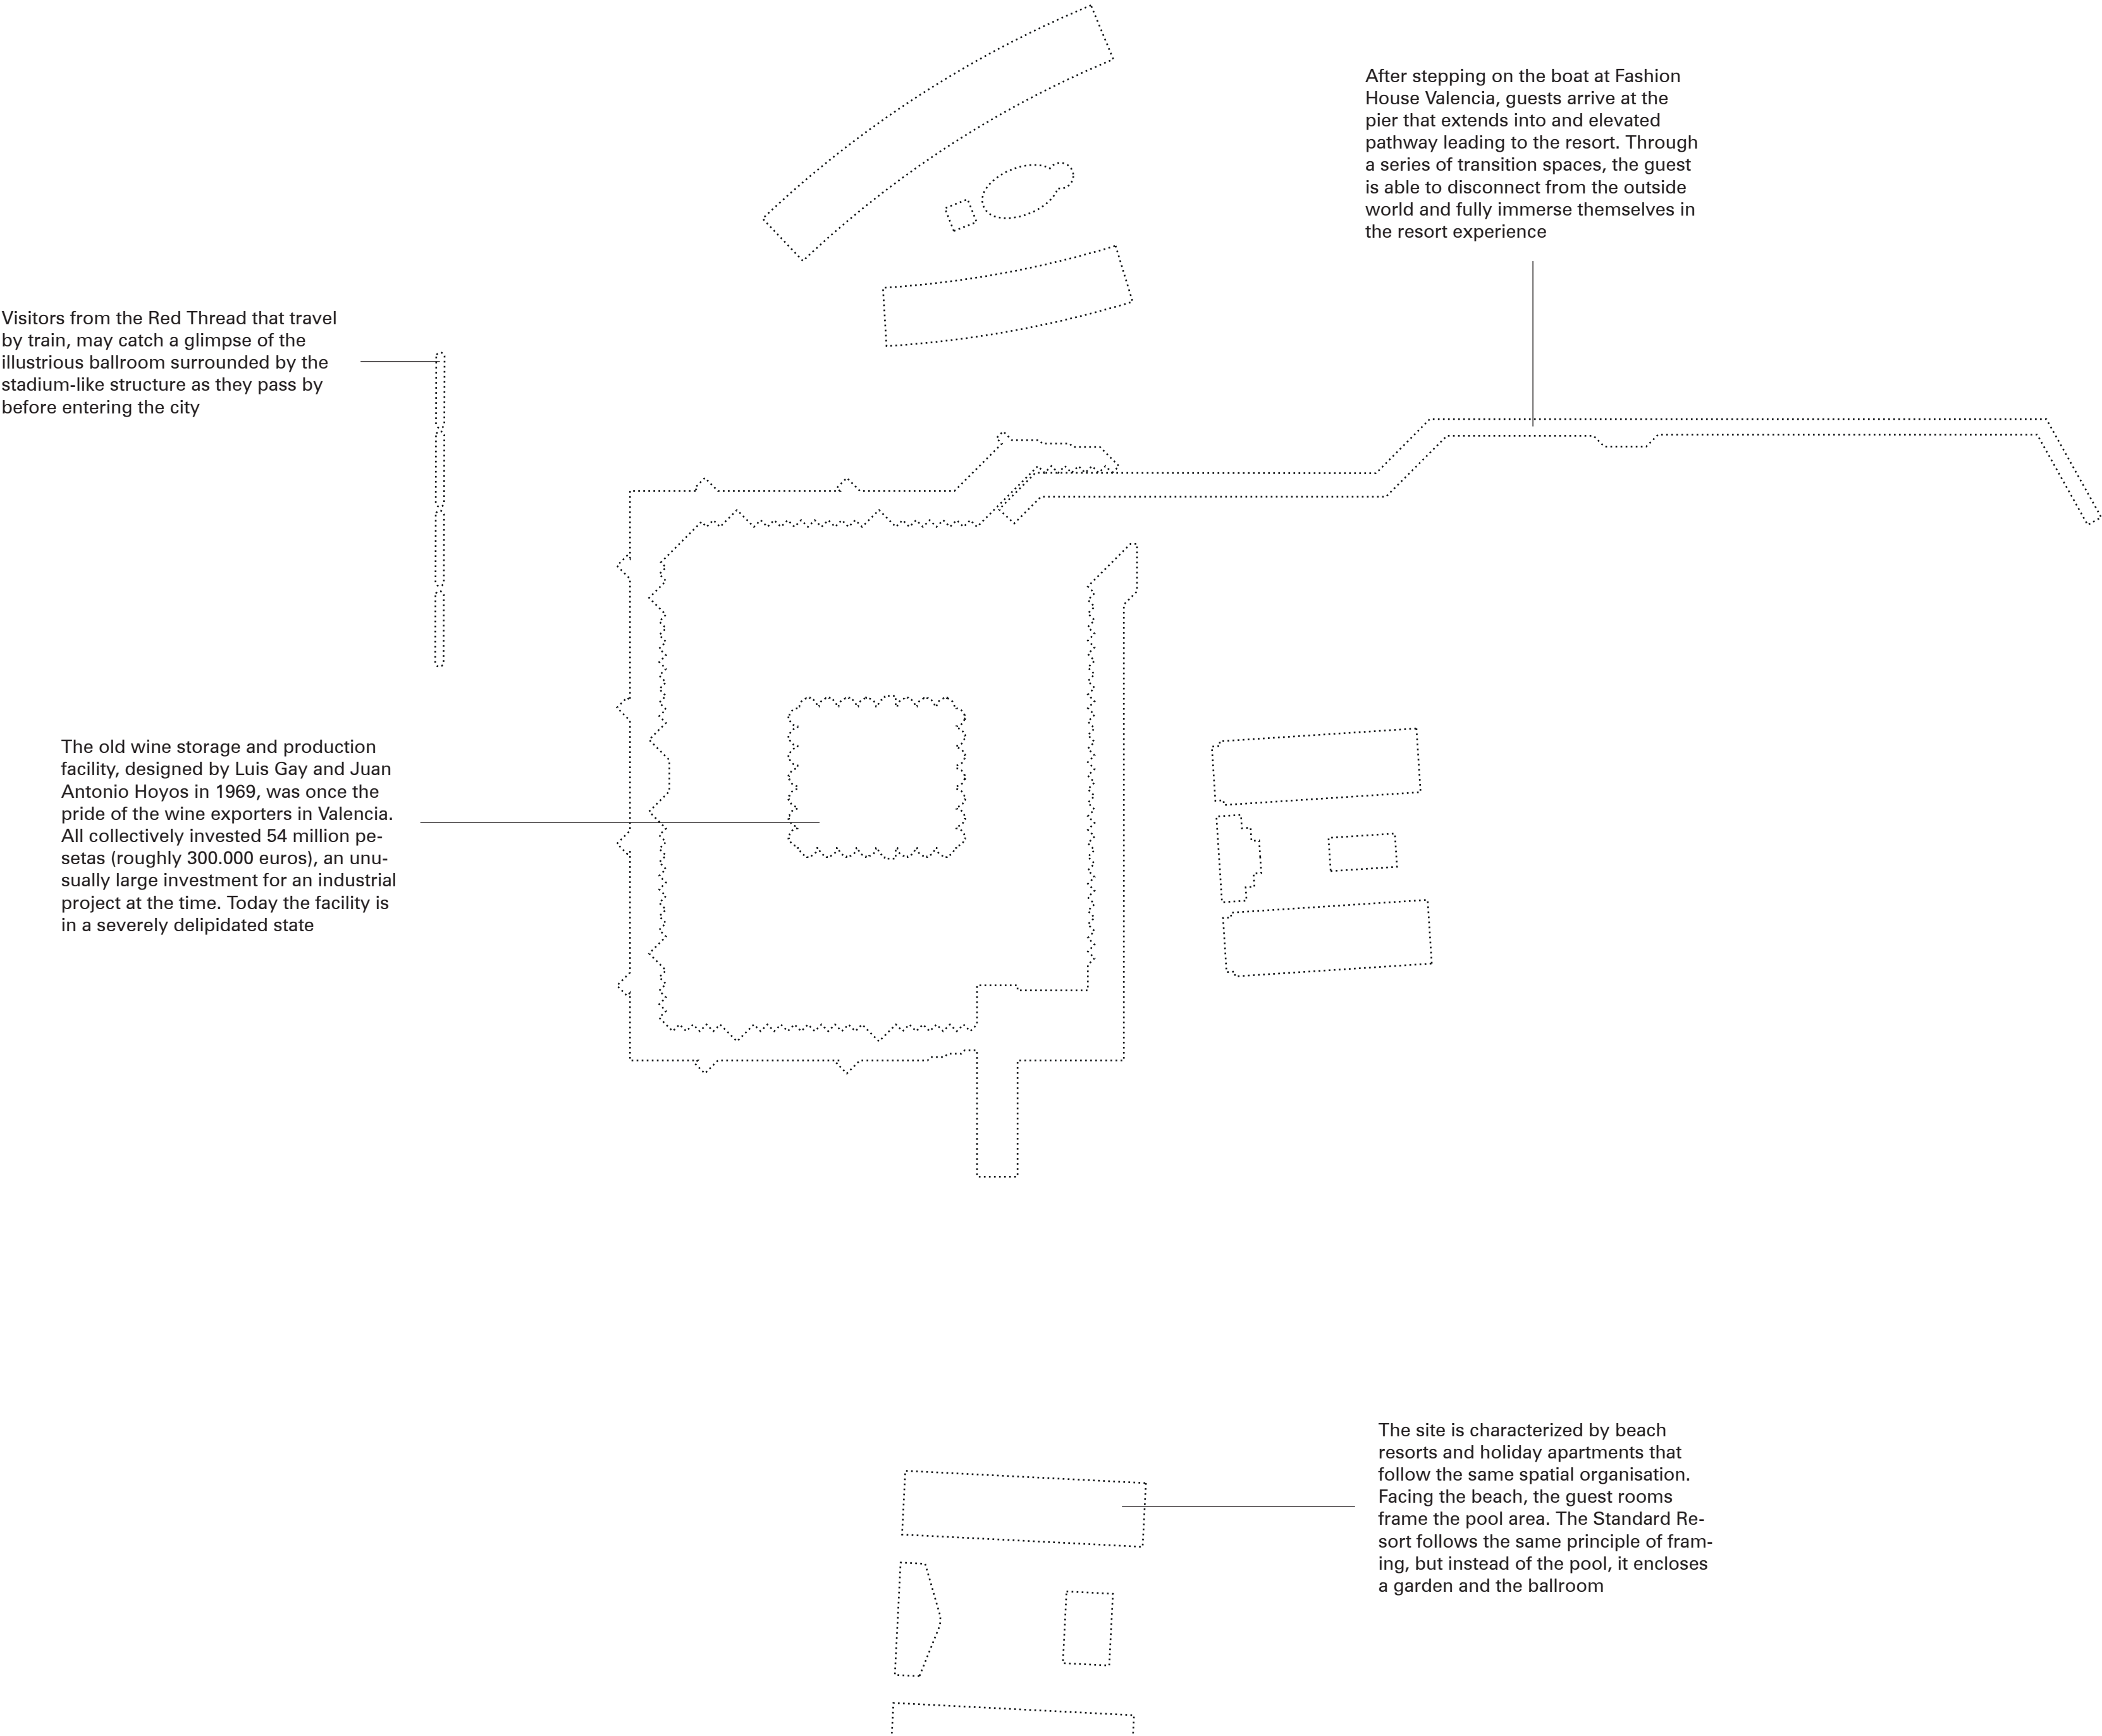 After stepping on the boat at Fashion
House Valencia, guests arrive at the
pier that extends into and elevated
pathway leading to the resort. Through
a series of transition spaces, the guest
is able to disconnect from the outside
world and fully immerse themselves in
the resort experience
Visitors from the Red Thread that travel
by train, may catch a glimpse of the
illustrious ballroom surrounded by the
stadium-like structure as they pass by
before entering the city
The old wine storage and production
facility, designed by Luis Gay and Juan
Antonio Hoyos in 1969, was once the
pride of the wine exporters in Valencia.
All collectively invested 54 million pe-
setas (roughly 300.000 euros), an unu-
sually large investment for an industrial
project at the time. Today the facility is
in a severely delipidated state
The site is characterized by beach
resorts and holiday apartments that
follow the same spatial organisation.
Facing the beach, the guest rooms
frame the pool area. The Standard Re-
sort follows the same principle of fram-
ing, but instead of the pool, it encloses
a garden and the ballroom